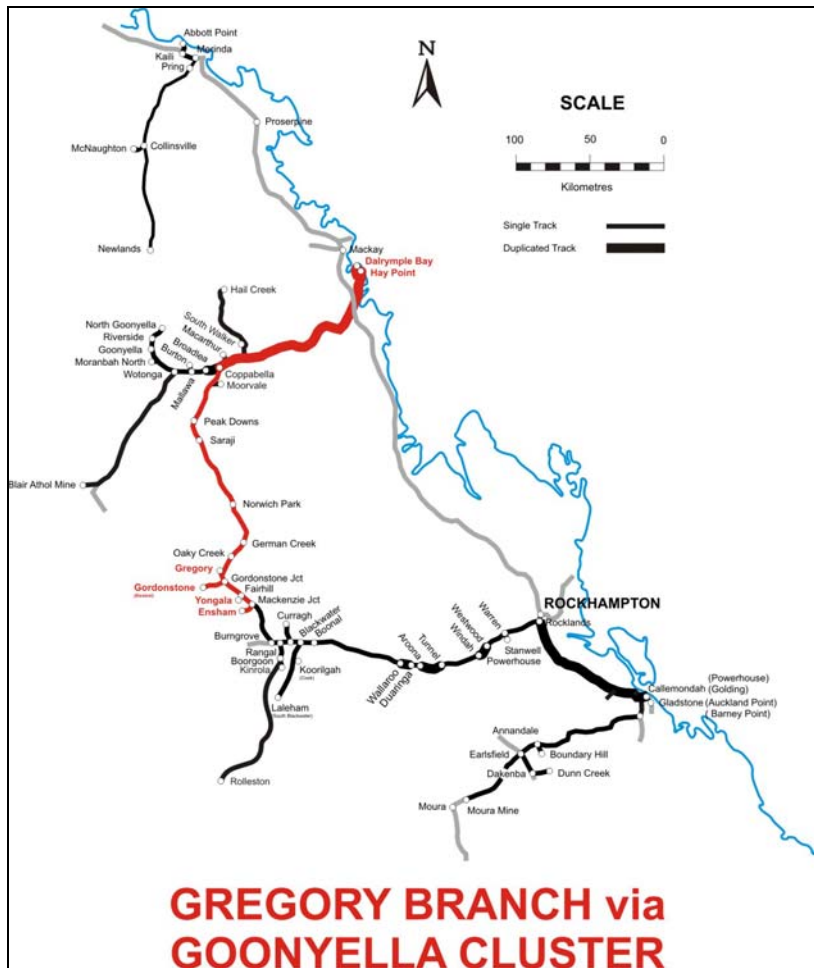 Abbott Point
Kaili
Merinda
Pring
N
SCALE
100
50
0
Kilometres
Single Track
Duplicated Track
Proserpine
McNaughton
Collinsville
Newlands
Mackay
Dalrymple Bay
Hay Point
Hail Creek
South Walker
Macarthur
North Goonyella
Riverside
Goonyella
Moranbah North
Wotonga
Broadlea
Burton
Mallawa
Coppabella
Moorvale
Peak Downs
Saraji
Blair Athol Mine
Norwich Park
German Creek
Oaky Creek
Gregory
Gordonstone Jct
Gordonstone
Fairhill
Yongala
Mackenzie Jct
Ensham
Curragh
Blackwater
Boonal
Burngrove
Rangal
Boorgoon
Kinrola
Koorilgah
(Cook)
Laleham
(South Blackwater)
Rolleston
Wallaroo
Duaringa
Aroona
Tunnel
Windah
Westwood
Warren
Stanwell
Powerhouse
ROCKHAMPTON
Rocklands
Callemondah
(Powerhouse)
(Golding)
Gladstone
(Auckland Point)
( Barney Point)
Annandale
Earlsfield
Boundary Hill
Dakenba
Dunn Creek
Moura
Moura Mine
GREGORY BRANCH via
GOONYELLA CLUSTER